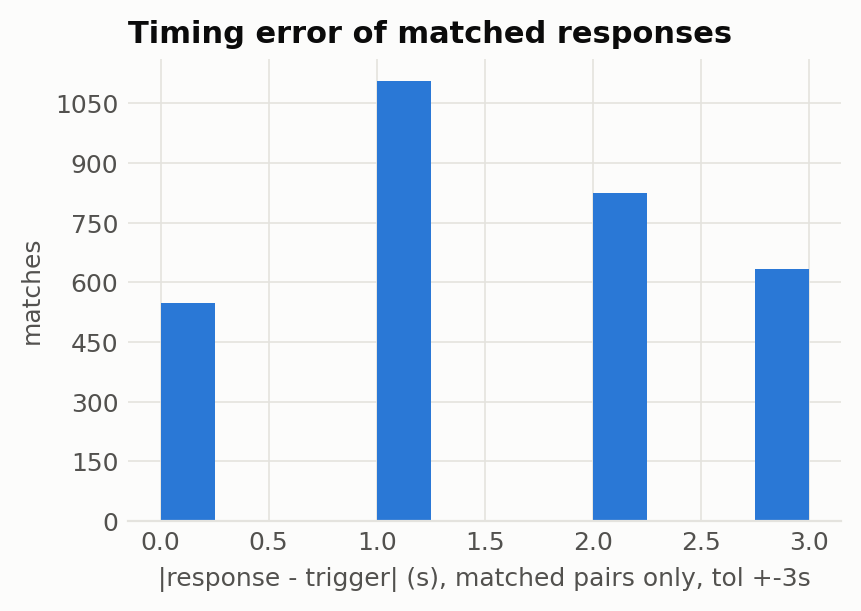 Timing error of matched responses
matches
1050
900
750
600
450
300
150
0
0.0 0.5 1.0 1.5 2.0 2.5 3.0
|response - trigger| (s), matched pairs only, tol +-3s